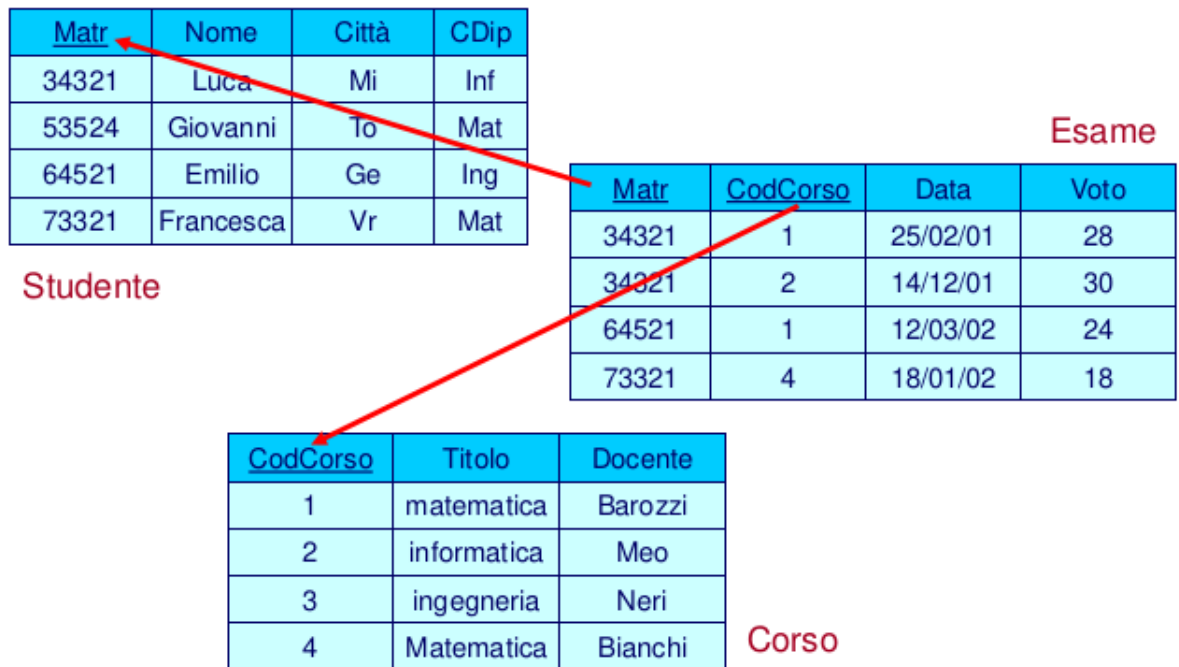 Matr Nome Città CDip
34321 Luca Mi Inf
53524 Giovanni To Mat
64521 Emilio Ge Ing
73321 Francesca Vr Mat
Studente
Esame
Matr CodCorso Data Voto
34321 1 25/02/01 28
34321 2 14/12/01 30
64521 1 12/03/02 24
73321 4 18/01/02 18
CodCorso Titolo Docente
1 matematica Barozzi
2 informatica Meo
3 ingegneria Neri
4 Matematica Bianchi
Corso